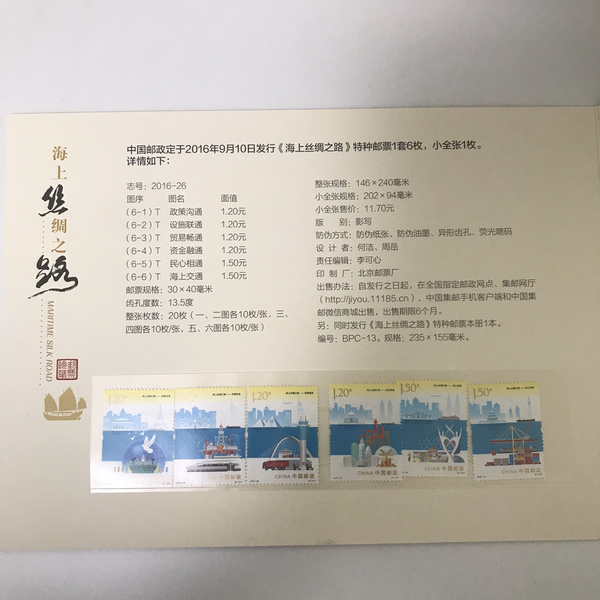 海上丝绸之路
MARITIME SILK ROAD
中国邮政定于2016年9月10日发行《海上丝绸之路》特种邮票1套6枚，小全张1枚。
详情如下：
志号：2016-26
图序 图名 面值
(6-1) T 政策沟通 1.20元
(6-2) T 设施联通 1.20元
(6-3) T 贸易畅通 1.20元
(6-4) T 资金融通 1.20元
(6-5) T 民心相通 1.50元
(6-6) T 海上交通 1.50元
邮票规格：30×40毫米
齿孔度数：13.5度
整张枚数：20枚（一、二图各10枚/张，三、
四图各10枚/张，五、六图各10枚/张）
整张规格：146×240毫米
小全张规格：202×94毫米
小全张售价：11.70元
版 别：影写
防伪方式：防伪纸张、防伪油墨、异形齿孔、荧光喷码
设 计 者：何洁、周岳
责任编辑：李可心
印 制 厂：北京邮票厂
出售办法：自发行之日起，在全国指定邮政网点、集邮网厅
（http://jiyou.11185.cn）、中国集邮手机客户端和中国集
邮微信商城出售，出售期限6个月。
另：同时发行《海上丝绸之路》特种邮票本册1本。
编号：BPC-13。规格：235×155毫米。
1.20
1.20
1.50
1.50
CHINA 中国邮政
CHINA 中国邮政
CHINA 中国邮政
CHINA 中国邮政